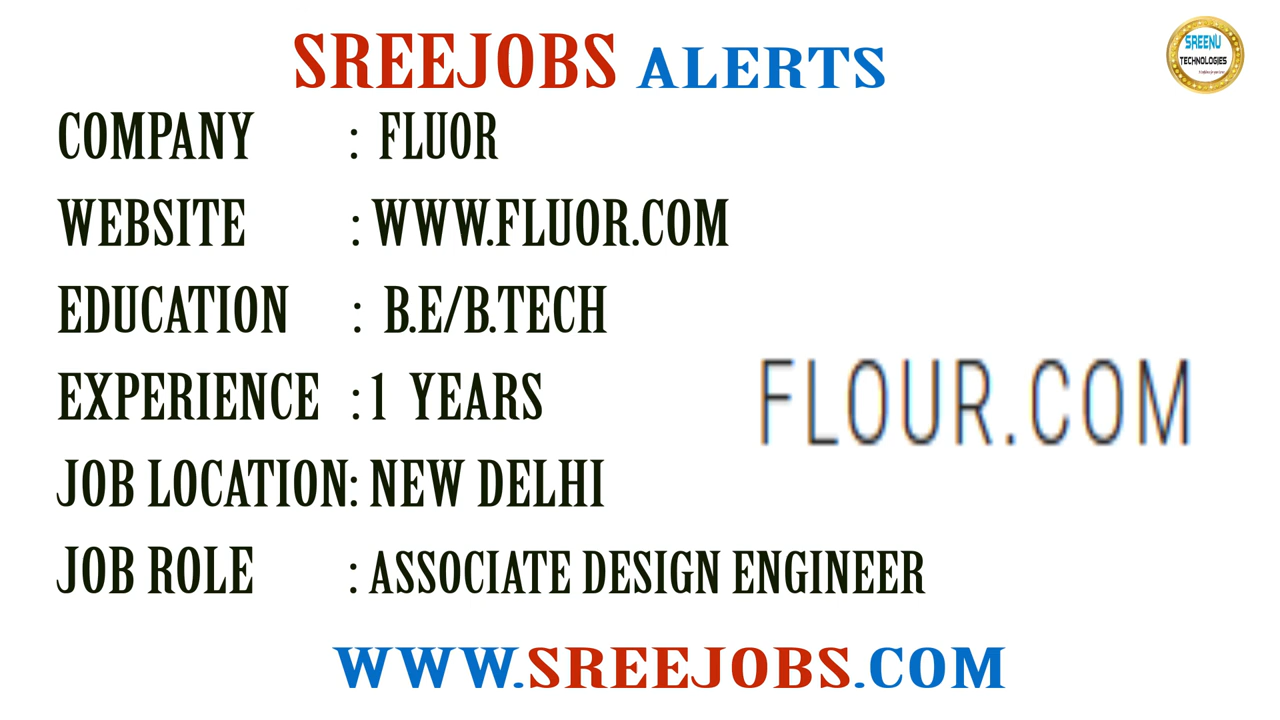 SREEJOBS ALERTS
SREENU
TECHNOLOGIES
COMPANY : FLUOR
WEBSITE : WWW.FLUOR.COM
EDUCATION : B.E/B.TECH
EXPERIENCE : 1 YEARS
FLOUR.COM
JOB LOCATION: NEW DELHI
JOB ROLE : ASSOCIATE DESIGN ENGINEER
WWW.SREEJOBS.COM